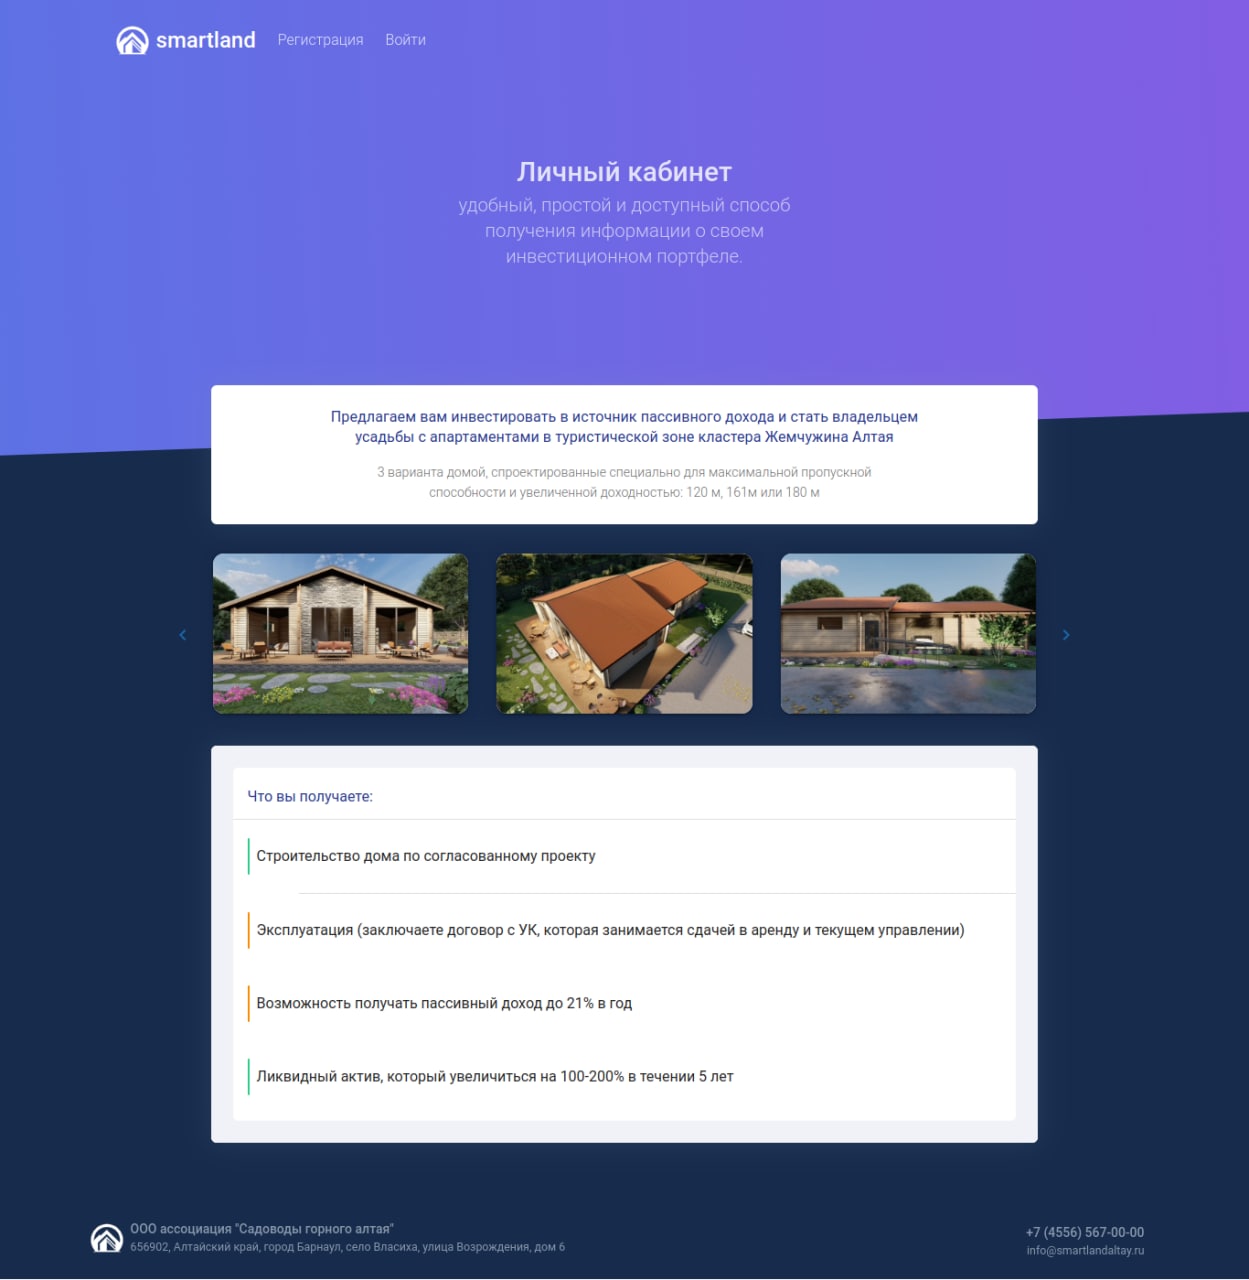 smartland Регистрация Войти
Личный кабинет
удобный, простой и доступный способ
получения информации о своем
инвестиционном портфеле.
Предлагаем вам инвестировать в источник пассивного дохода и стать владельцем
усадьбы с апартаментами в туристической зоне кластера Жемчужина Алтая
3 варианта домой, спроектированные специально для максимальной пропускной
способности и увеличенной доходностью: 120 м, 161м или 180 м
Что вы получаете:
Строительство дома по согласованному проекту
Эксплуатация (заключаете договор с УК, которая занимается сдачей в аренду и текущем управлении)
Возможность получать пассивный доход до 21% в год
Ликвидный актив, который увеличиться на 100-200% в течении 5 лет
ООО ассоциация "Садоводы горного алтая"
656902, Алтайский край, город Барнаул, село Власиха, улица Возрождения, дом 6
+7 (4556) 567-00-00
info@smartlandaltay.ru